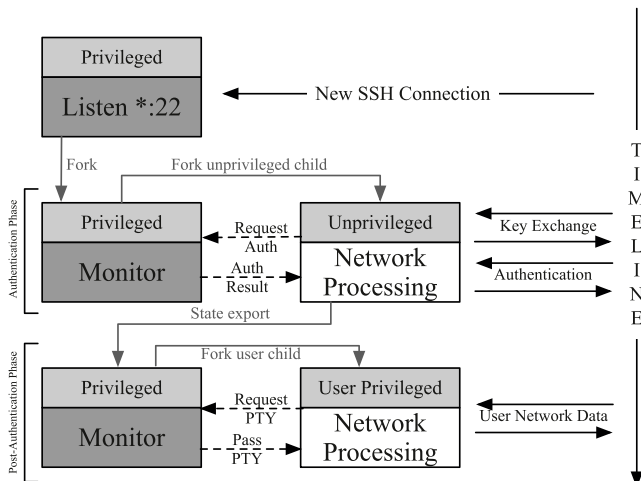 Privileged
Listen *:22
New SSH Connection
Fork
Fork unprivileged child
Authentication Phase
Privileged
Monitor
Request
Auth
Auth
Result
Unprivileged
Network
Processing
Key Exchange
Authentication
State export
Fork user child
Post-Authentication Phase
Privileged
Monitor
Request
PTY
Pass
PTY
User Privileged
Network
Processing
User Network Data
T
I
M
E
L
I
N
E